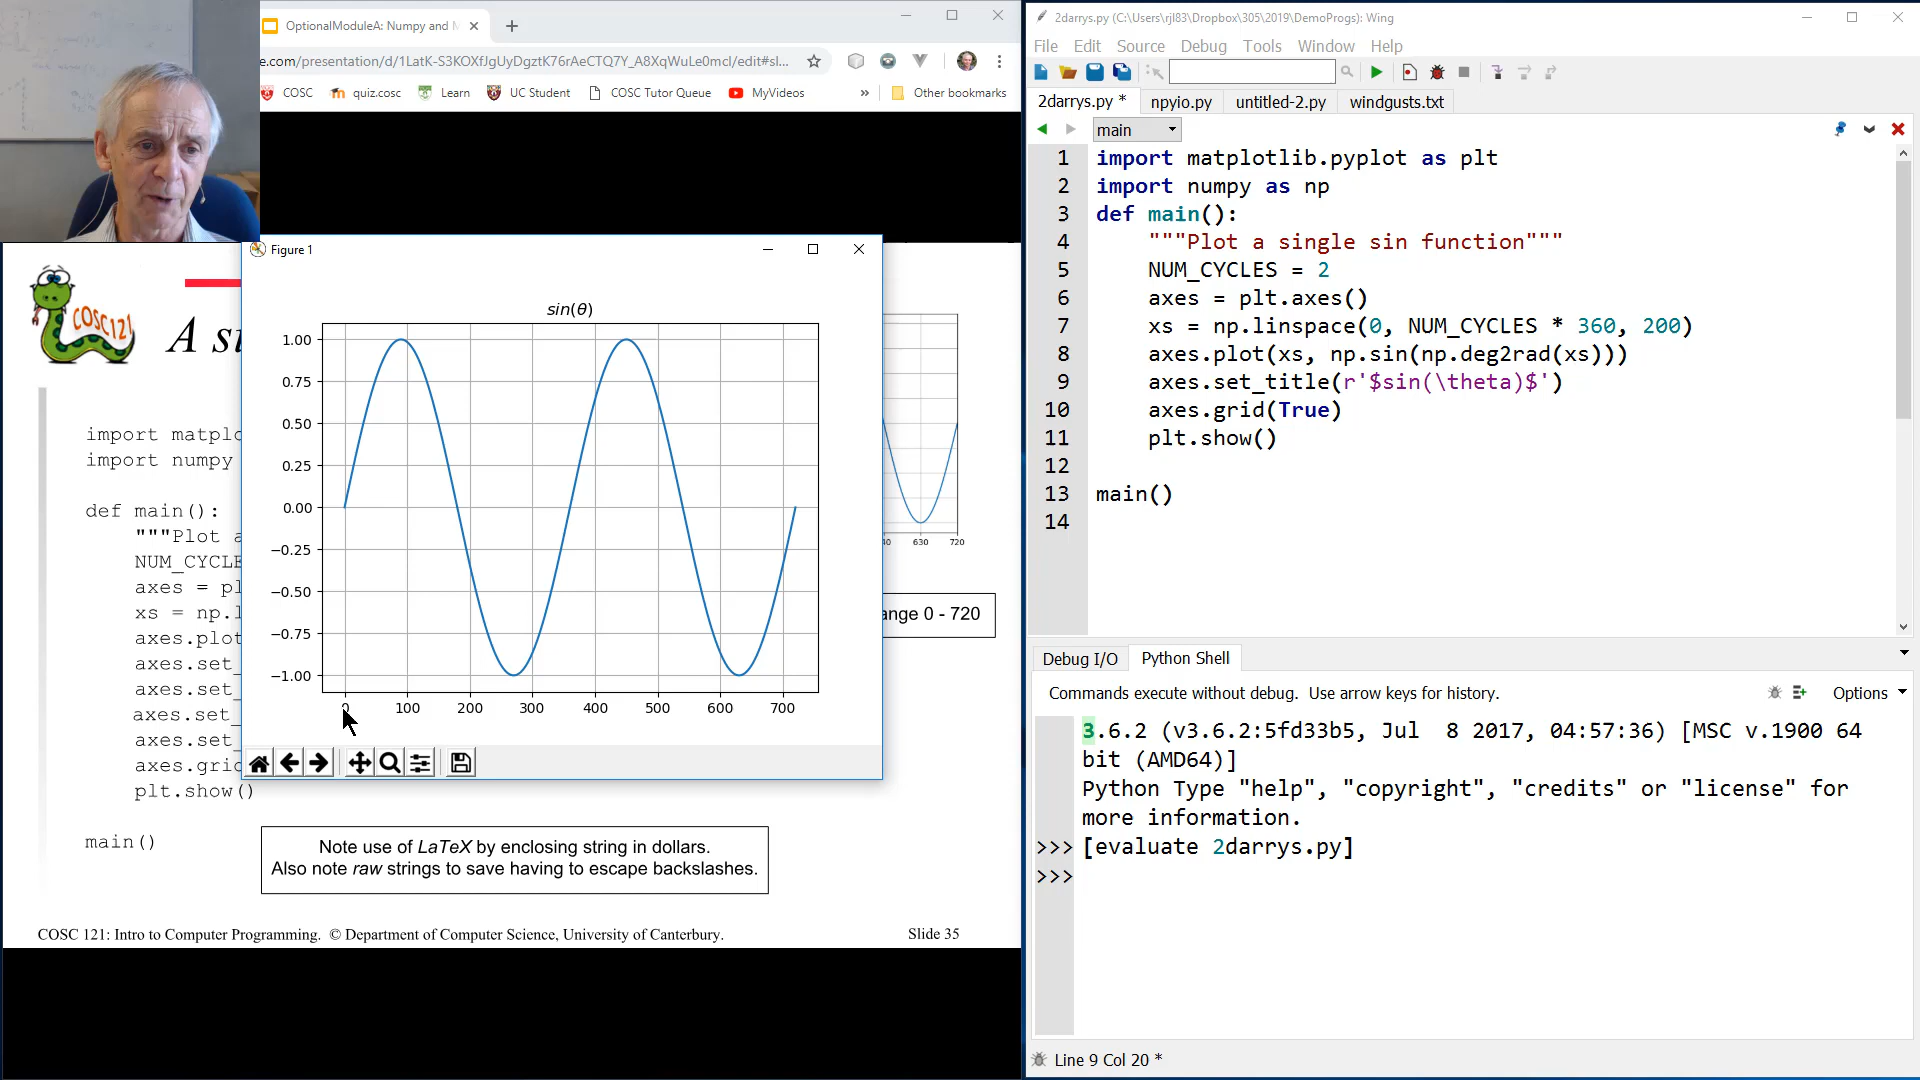 OptionalModuleA: Numpy and M
e.com/presentation/d/1LatK-S3KOXfJgUyDgztK76rAeCTQ7Y_A8XqWuLe0mcI/edit#sl...
COSC
quiz.cosc
Learn
UC Student
COSC Tutor Queue
MyVideos
»
Other bookmarks
COSC121
A s
import matplo
import numpy
def main():
"""Plot a
NUM_CYCLE
axes = pl
xs = np.l
axes.plot
axes.set_
axes.set_
axes.set_
axes.set_
axes.grid
plt.show()
main()
Figure 1
sin(θ)
1.00
0.75
0.50
0.25
0.00
−0.25
−0.50
−0.75
−1.00
0 100 200 300 400 500 600 700
630 720
ange 0 - 720
Note use of LaTeX by enclosing string in dollars.
Also note raw strings to save having to escape backslashes.
COSC 121: Intro to Computer Programming. © Department of Computer Science, University of Canterbury.
Slide 35
2darrys.py (C:\Users\rjl83\Dropbox\305\2019\DemoProgs): Wing
File Edit Source Debug Tools Window Help
2darrys.py * npyio.py untitled-2.py windgusts.txt
main
1 import matplotlib.pyplot as plt
2 import numpy as np
3 def main():
4 """Plot a single sin function"""
5 NUM_CYCLES = 2
6 axes = plt.axes()
7 xs = np.linspace(0, NUM_CYCLES * 360, 200)
8 axes.plot(xs, np.sin(np.deg2rad(xs)))
9 axes.set_title(r'$sin(\theta)$')
10 axes.grid(True)
11 plt.show()
12
13 main()
14
Debug I/O Python Shell
Commands execute without debug. Use arrow keys for history.
Options
3.6.2 (v3.6.2:5fd33b5, Jul 8 2017, 04:57:36) [MSC v.1900 64
bit (AMD64)]
Python Type "help", "copyright", "credits" or "license" for
more information.
>>> [evaluate 2darrys.py]
>>>
Line 9 Col 20 *